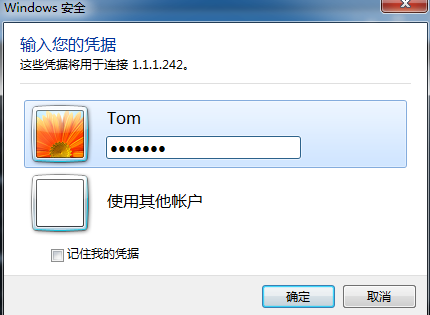 Windows 安全
输入您的凭据
这些凭据将用于连接 1.1.1.242。
Tom
●●●●●●●
使用其他帐户
记住我的凭据
确定
取消